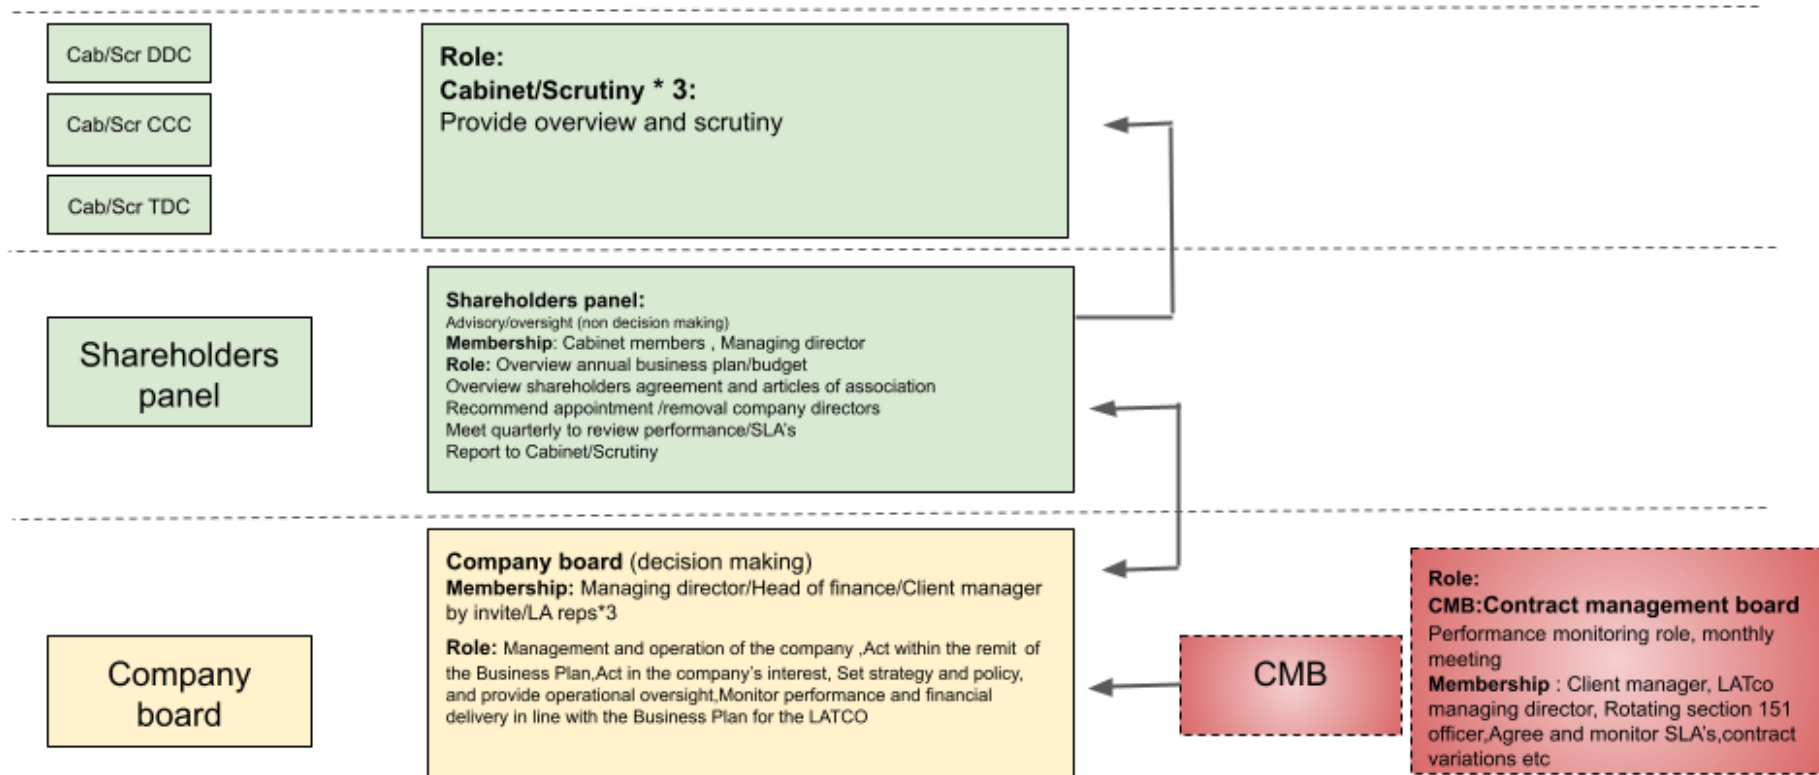 Cab/Scr DDC
Cab/Scr CCC
Cab/Scr TDC
Role:
Cabinet/Scrutiny * 3:
Provide overview and scrutiny
Shareholders
panel
Shareholders panel:
Advisory/oversight (non decision making)
Membership: Cabinet members , Managing director
Role: Overview annual business plan/budget
Overview shareholders agreement and articles of association
Recommend appointment /removal company directors
Meet quarterly to review performance/SLA's
Report to Cabinet/Scrutiny
Company
board
Company board (decision making)
Membership: Managing director/Head of finance/Client manager
by invite/LA reps*3
Role: Management and operation of the company ,Act within the remit of
the Business Plan,Act in the company's interest, Set strategy and policy,
and provide operational oversight,Monitor performance and financial
delivery in line with the Business Plan for the LATCO
CMB
Role:
CMB:Contract management board
Performance monitoring role, monthly
meeting
Membership : Client manager, LATco
managing director, Rotating section 151
officer,Agree and monitor SLA's,contract
variations etc